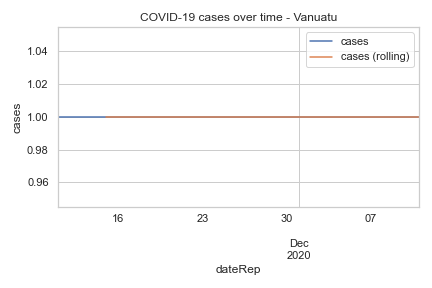 COVID-19 cases over time - Vanuatu
cases
cases (rolling)
1.04
1.02
1.00
0.98
0.96
cases
16
23
30
07
Dec
2020
dateRep